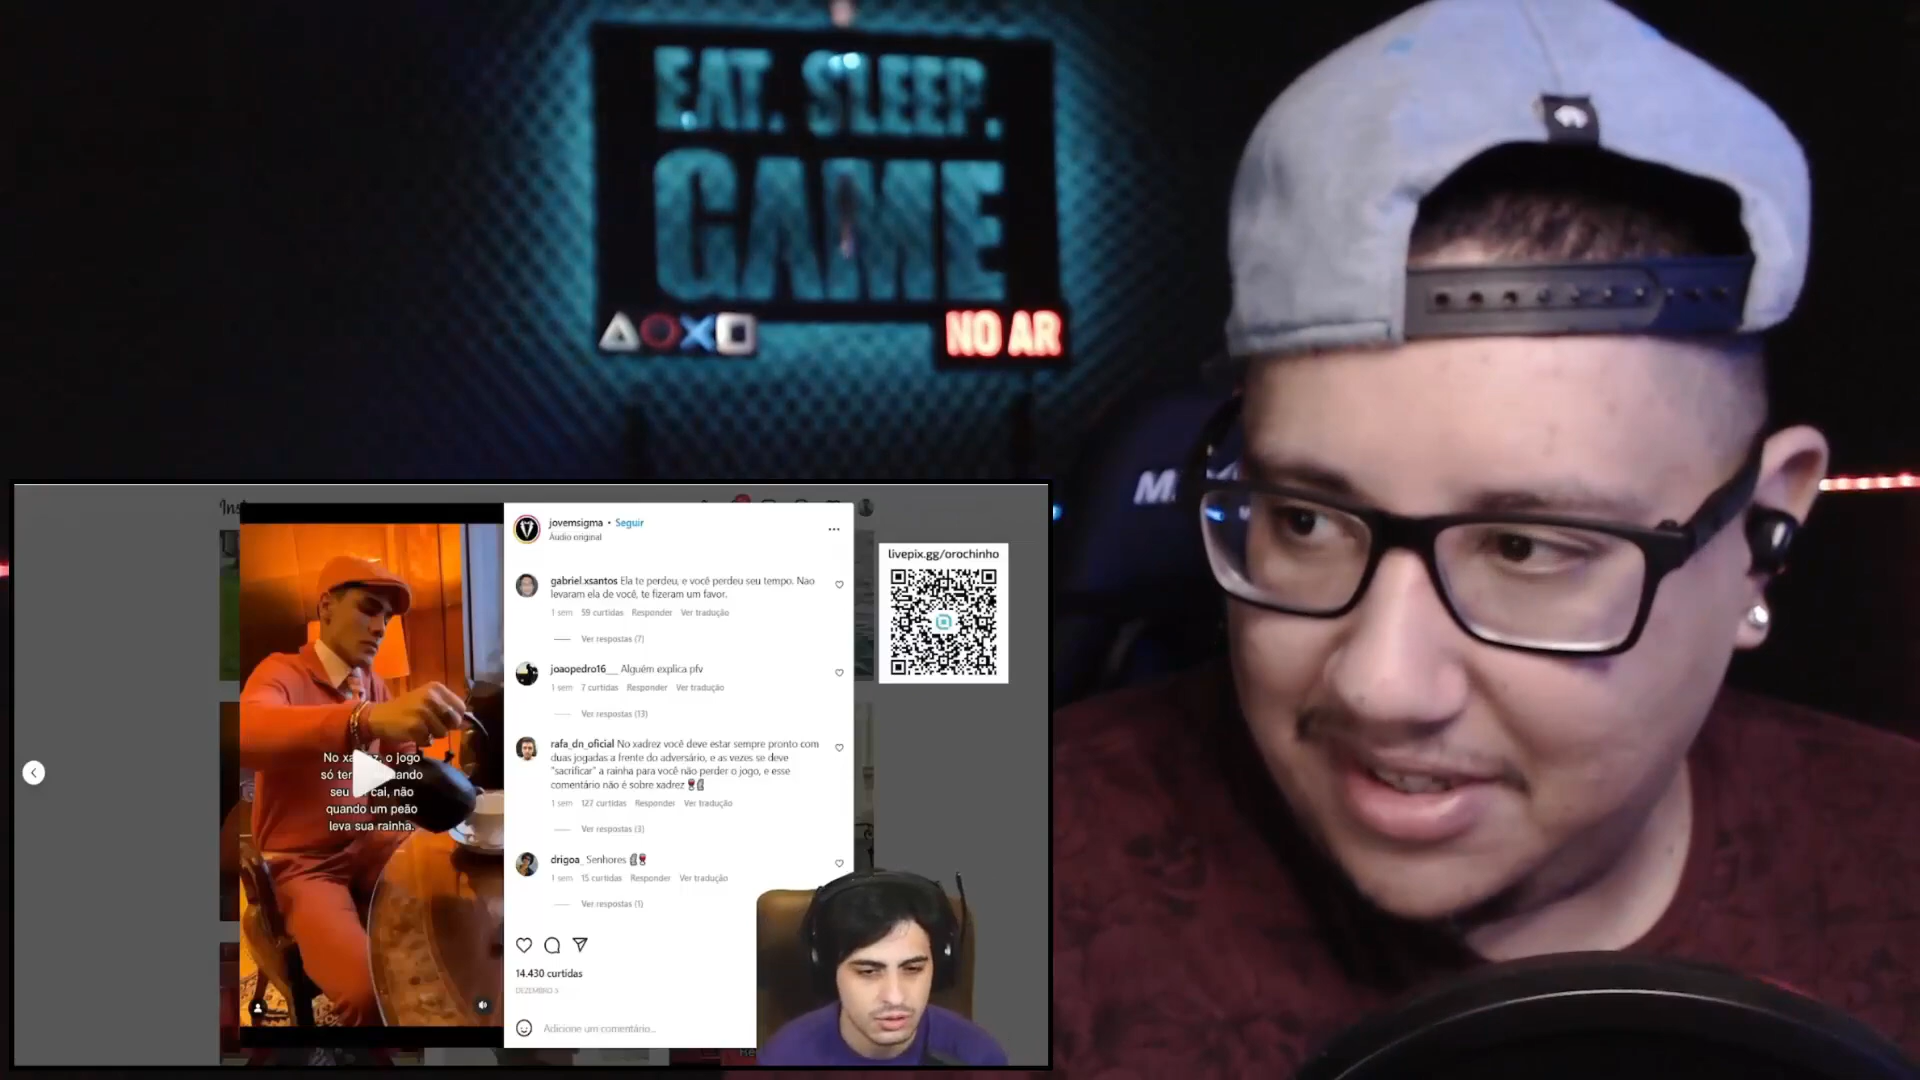 EAT. SLEEP.
GAME
NO AR
jovemsigma • Seguir
Áudio original
livepix.gg/orochinho
gabriel.xsantos Ela te perdeu, e você perdeu seu tempo. Nao
levaram ela de você, te fizeram um favor.
1 sem 59 curtidas Responder Ver tradução
Ver respostas (7)
joaopedro16__ Alguém explica pfv
1 sem 7 curtidas Responder Ver tradução
Ver respostas (13)
rafa_dn_oficial No xadrez você deve estar sempre pronto com
duas jogadas a frente do adversário, e as vezes se deve
"sacrificar" a rainha para você não perder o jogo, e esse
comentário não é sobre xadrez 🍷🗿
1 sem 127 curtidas Responder Ver tradução
Ver respostas (3)
drigoa_ Senhores 🗿🍷
1 sem 15 curtidas Responder Ver tradução
Ver respostas (1)
14.430 curtidas
DEZEMBRO 5
Adicione um comentário...
o jogo
só
seu cai, não
quando um peão
leva sua rainha.